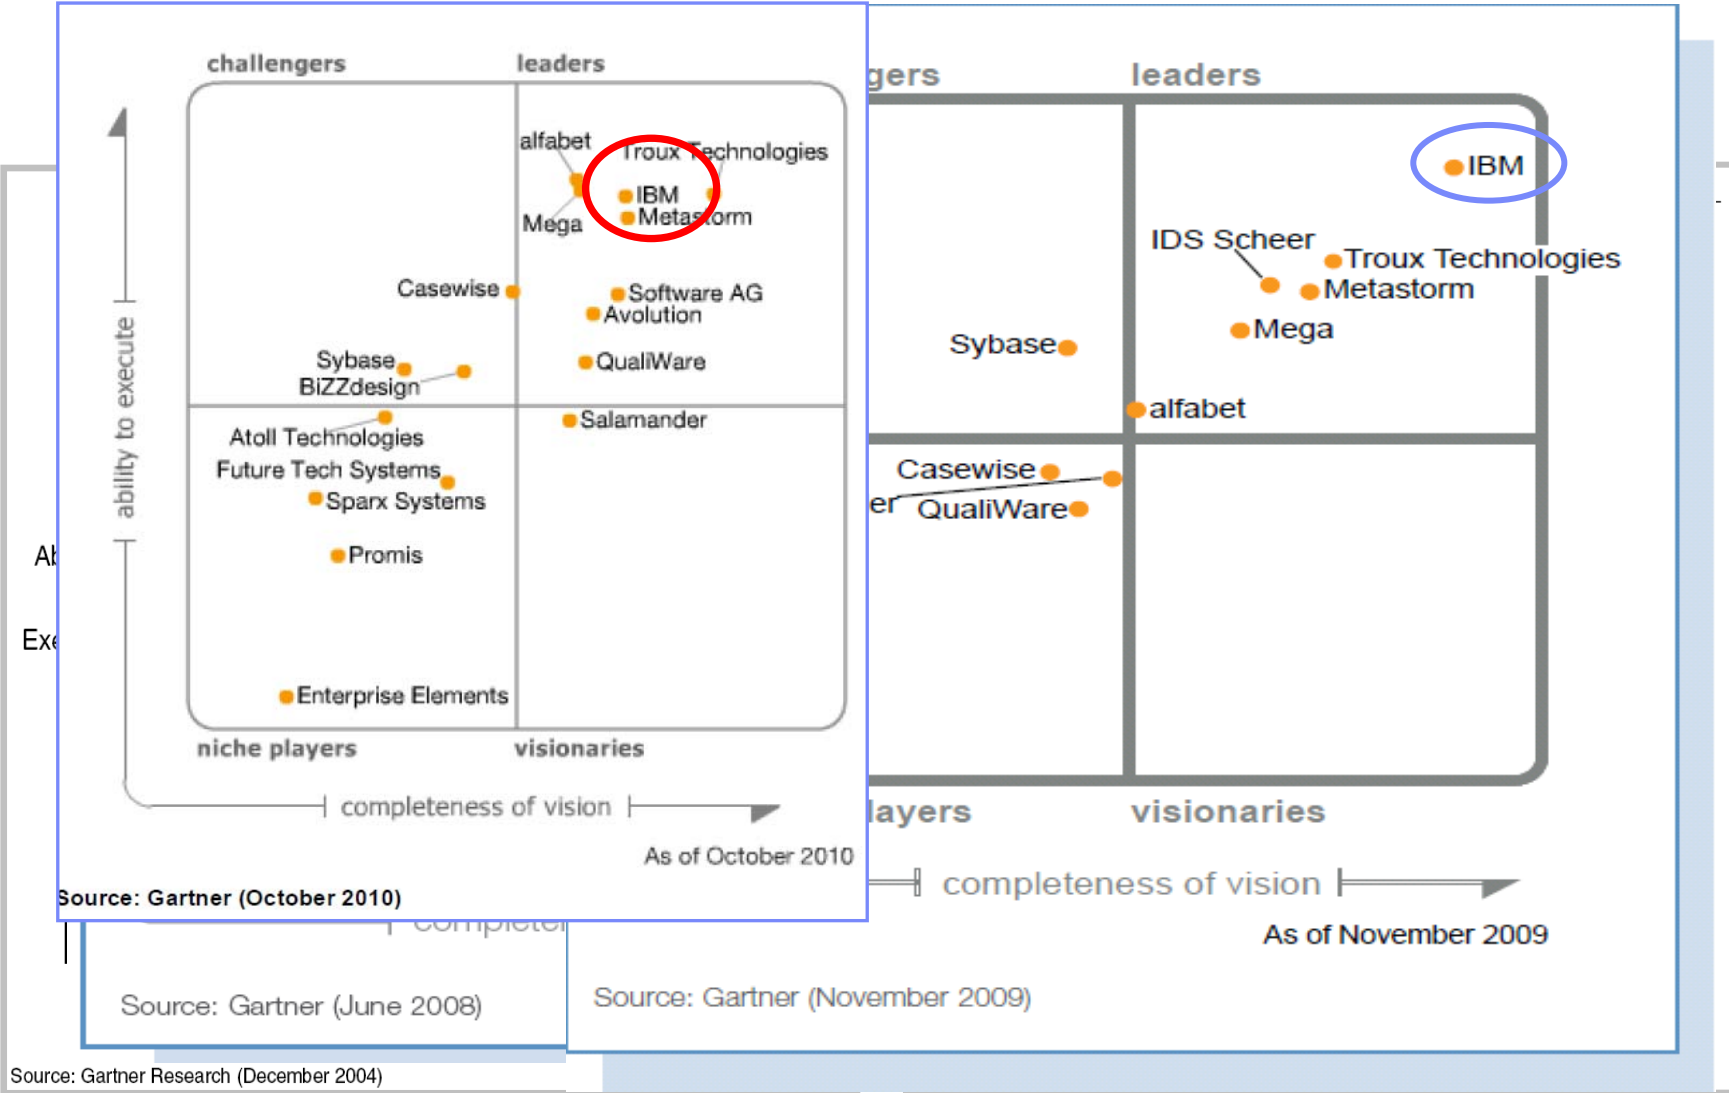 challengers
leaders
alfabet
Troux Technologies
IBM
Metastorm
Mega
Casewise
Software AG
Avolution
Sybase
BiZZdesign
QualiWare
Salamander
Atoll Technologies
Future Tech Systems
Sparx Systems
Promis
Enterprise Elements
niche players
visionaries
ability to execute
completeness of vision
As of October 2010
Source: Gartner (October 2010)
gers
leaders
IBM
IDS Scheer
Troux Technologies
Metastorm
Mega
Sybase
alfabet
Casewise
er
QualiWare
layers
visionaries
completeness of vision
As of November 2009
Source: Gartner (November 2009)
Ab
Exe
Source: Gartner (June 2008)
Source: Gartner Research (December 2004)